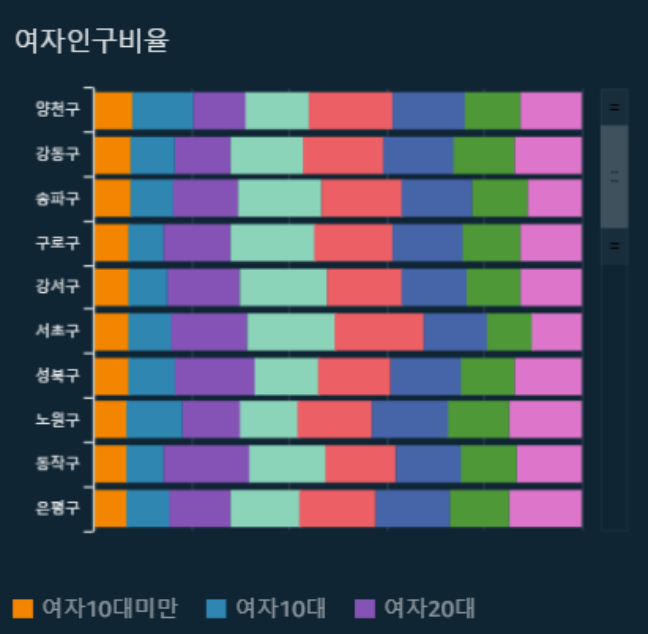 여자인구비율
양천구
강동구
송파구
구로구
강서구
서초구
성북구
노원구
동작구
은평구
여자10대미만 여자10대 여자20대